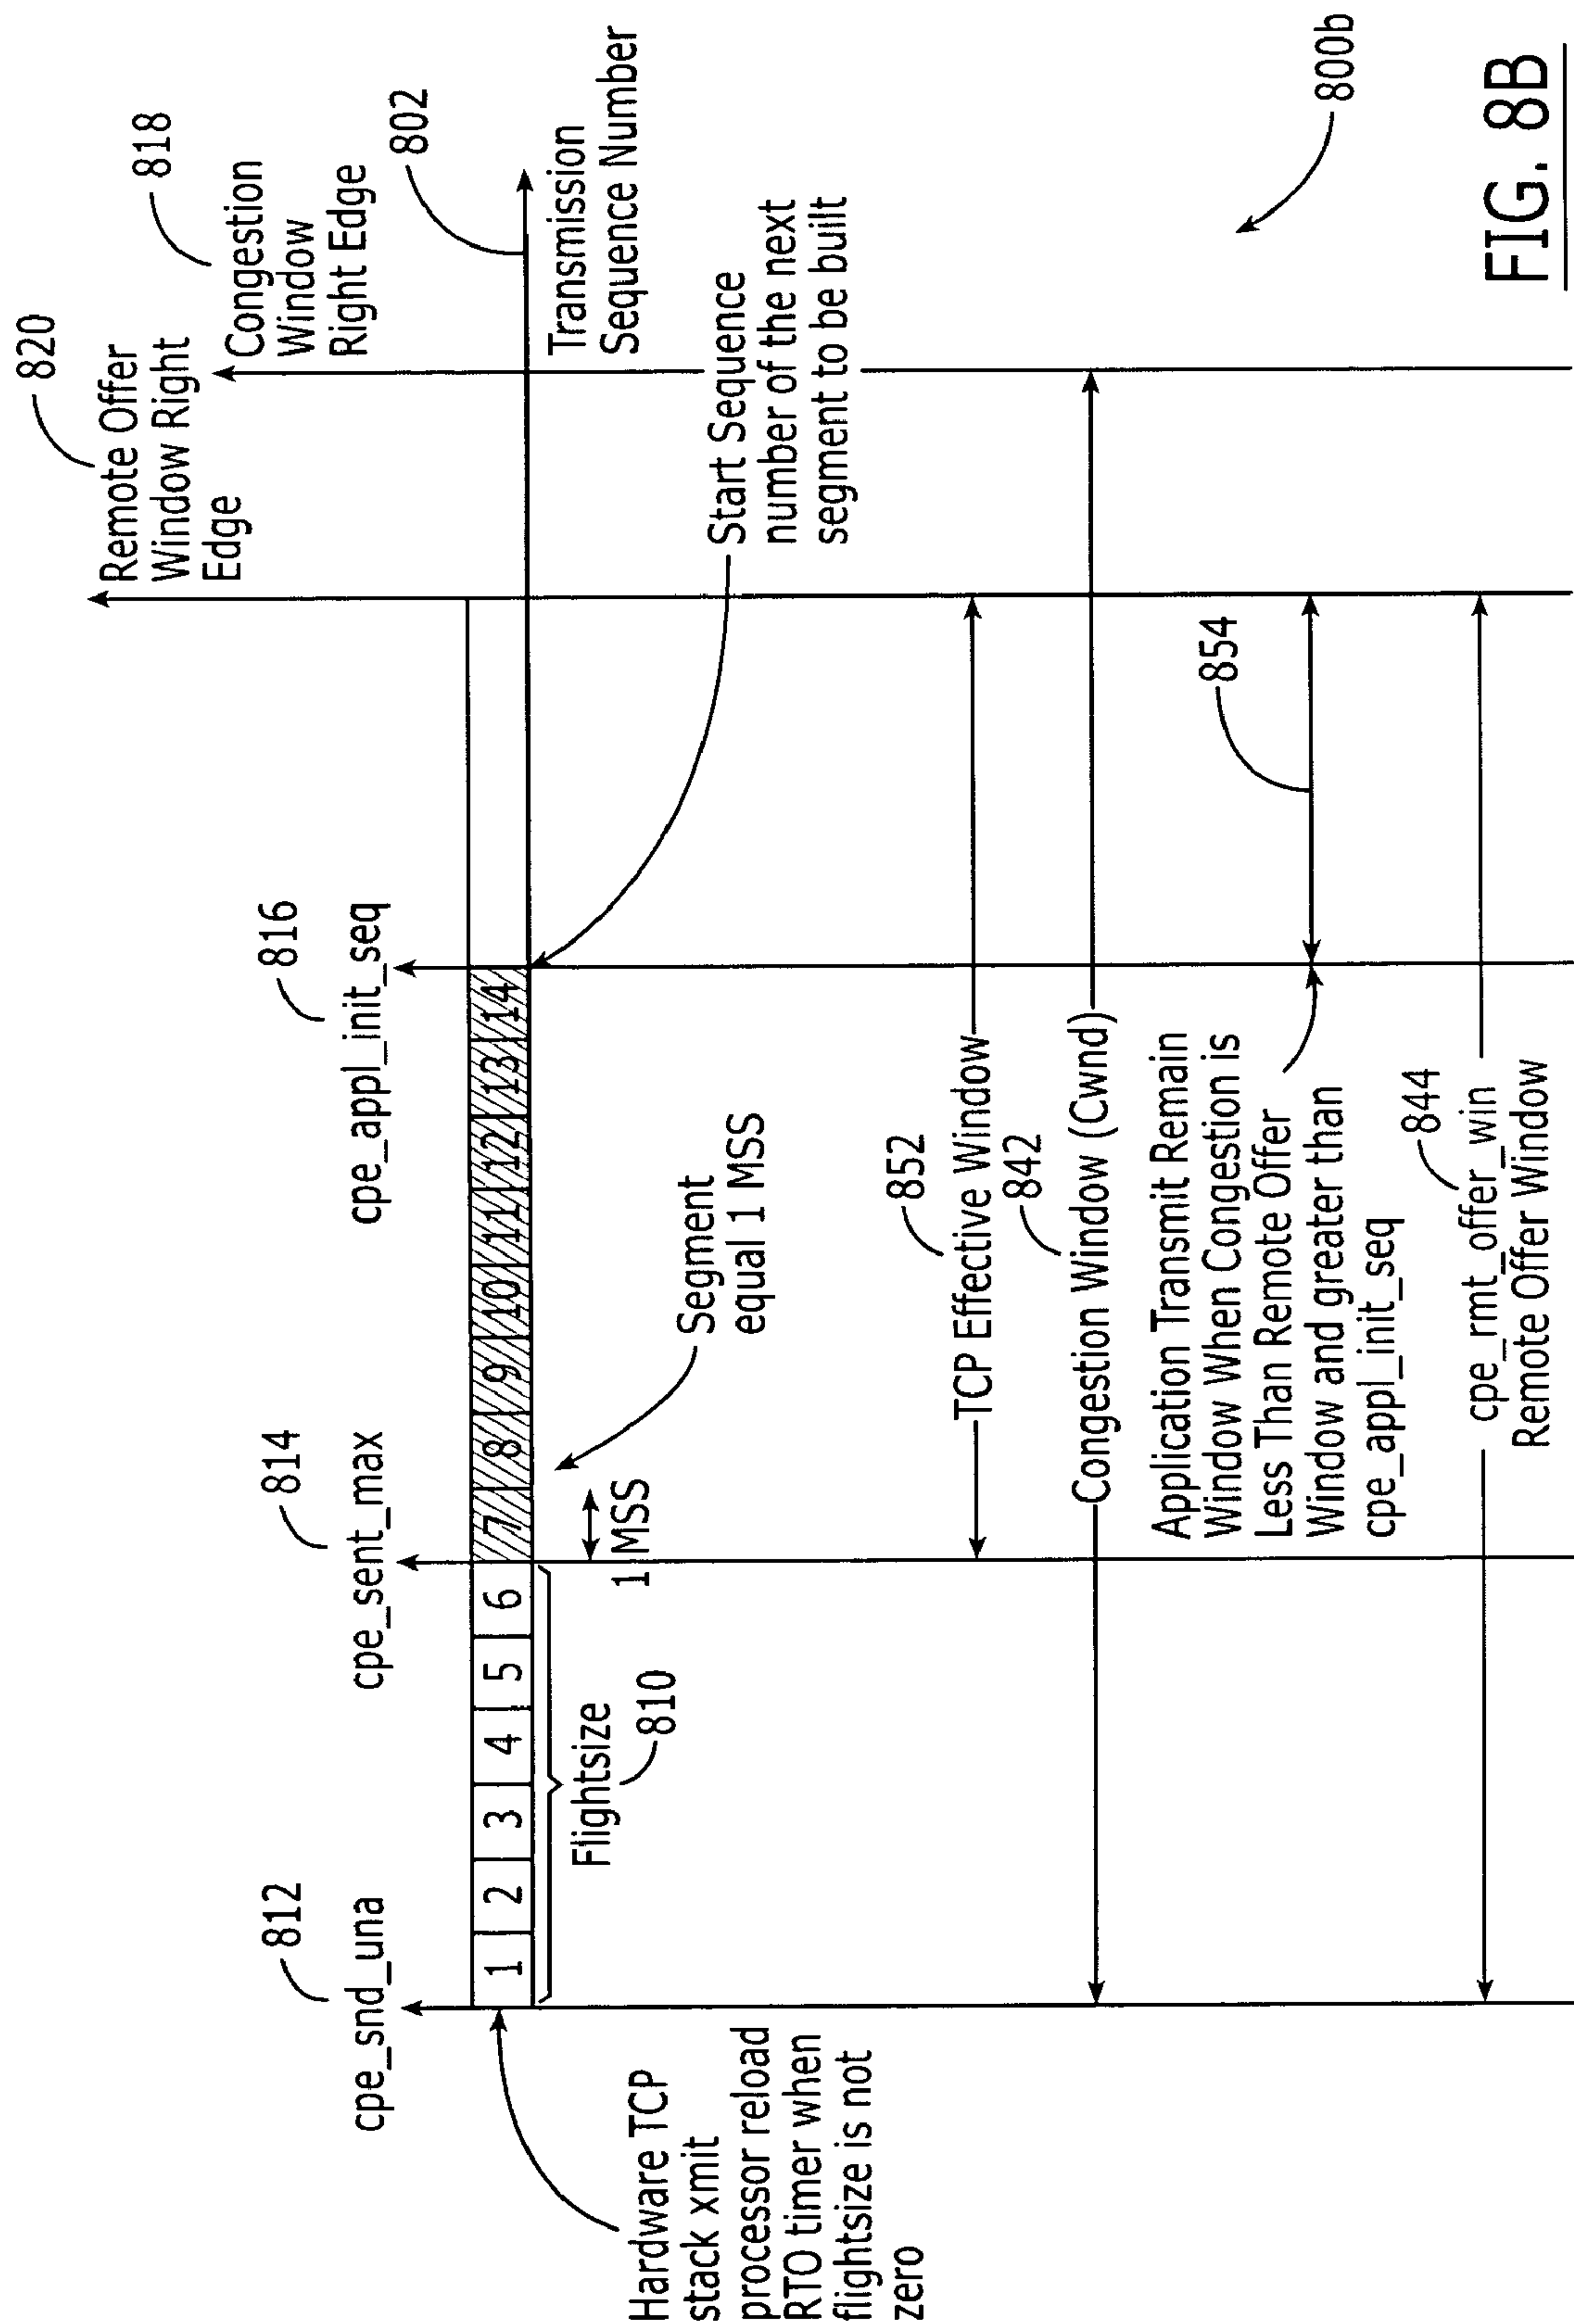 820
Remote Offer
Window Right
Edge
818
Congestion
Window
Right Edge
802
Transmission
Sequence Number
812
cpe_snd_una
814
cpe_sent_max
816
cpe_appl_init_seq
1 2 3 4 5 6 7 8 9 10 11 12 13 14
Hardware TCP
stack xmit
processor reload
RTO timer when
flightsize is not
zero
Flightsize
810
1 MSS
Segment
equal 1 MSS
Start Sequence
number of the next
segment to be built
852
TCP Effective Window
842
Congestion Window (Cwnd)
Application Transmit Remain
Window When Congestion is
Less Than Remote Offer
Window and greater than
cpe_appl_init_seq
854
844
cpe_rmt_offer_win
Remote Offer Window
800b
FIG. 8B